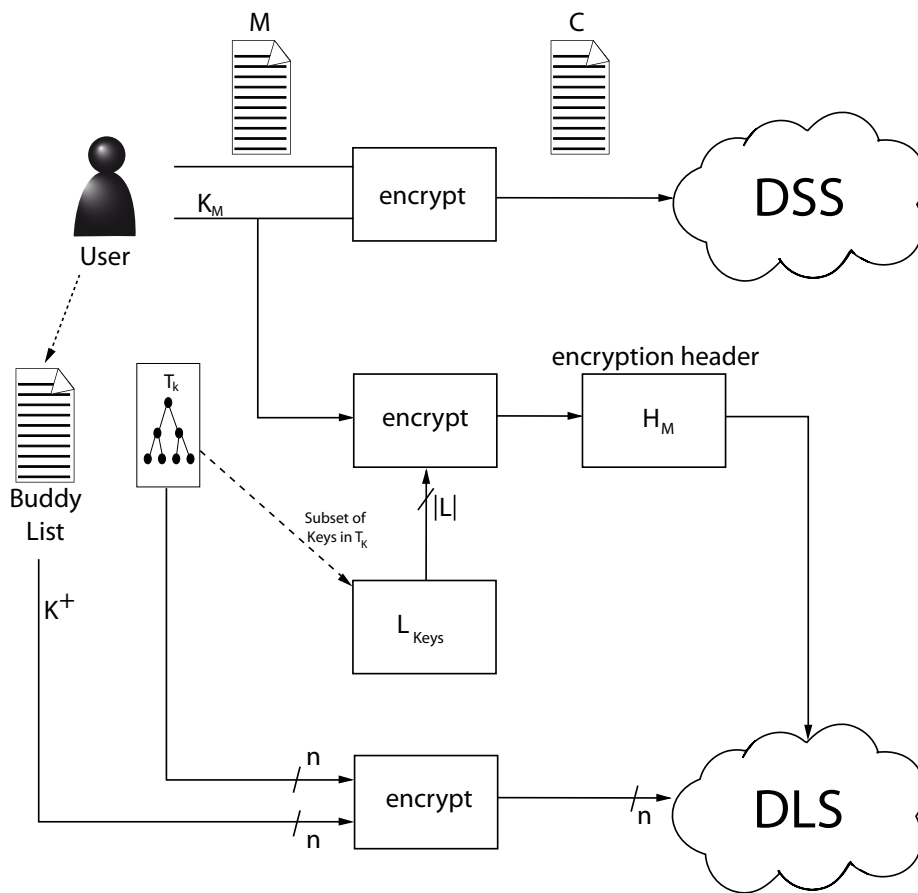 M
C
encrypt
DSS
K_M
User
encryption header
T_k
encrypt
H_M
Buddy
List
Subset of
Keys in T_K
|L|
K⁺
L_Keys
n
encrypt
n
n
DLS